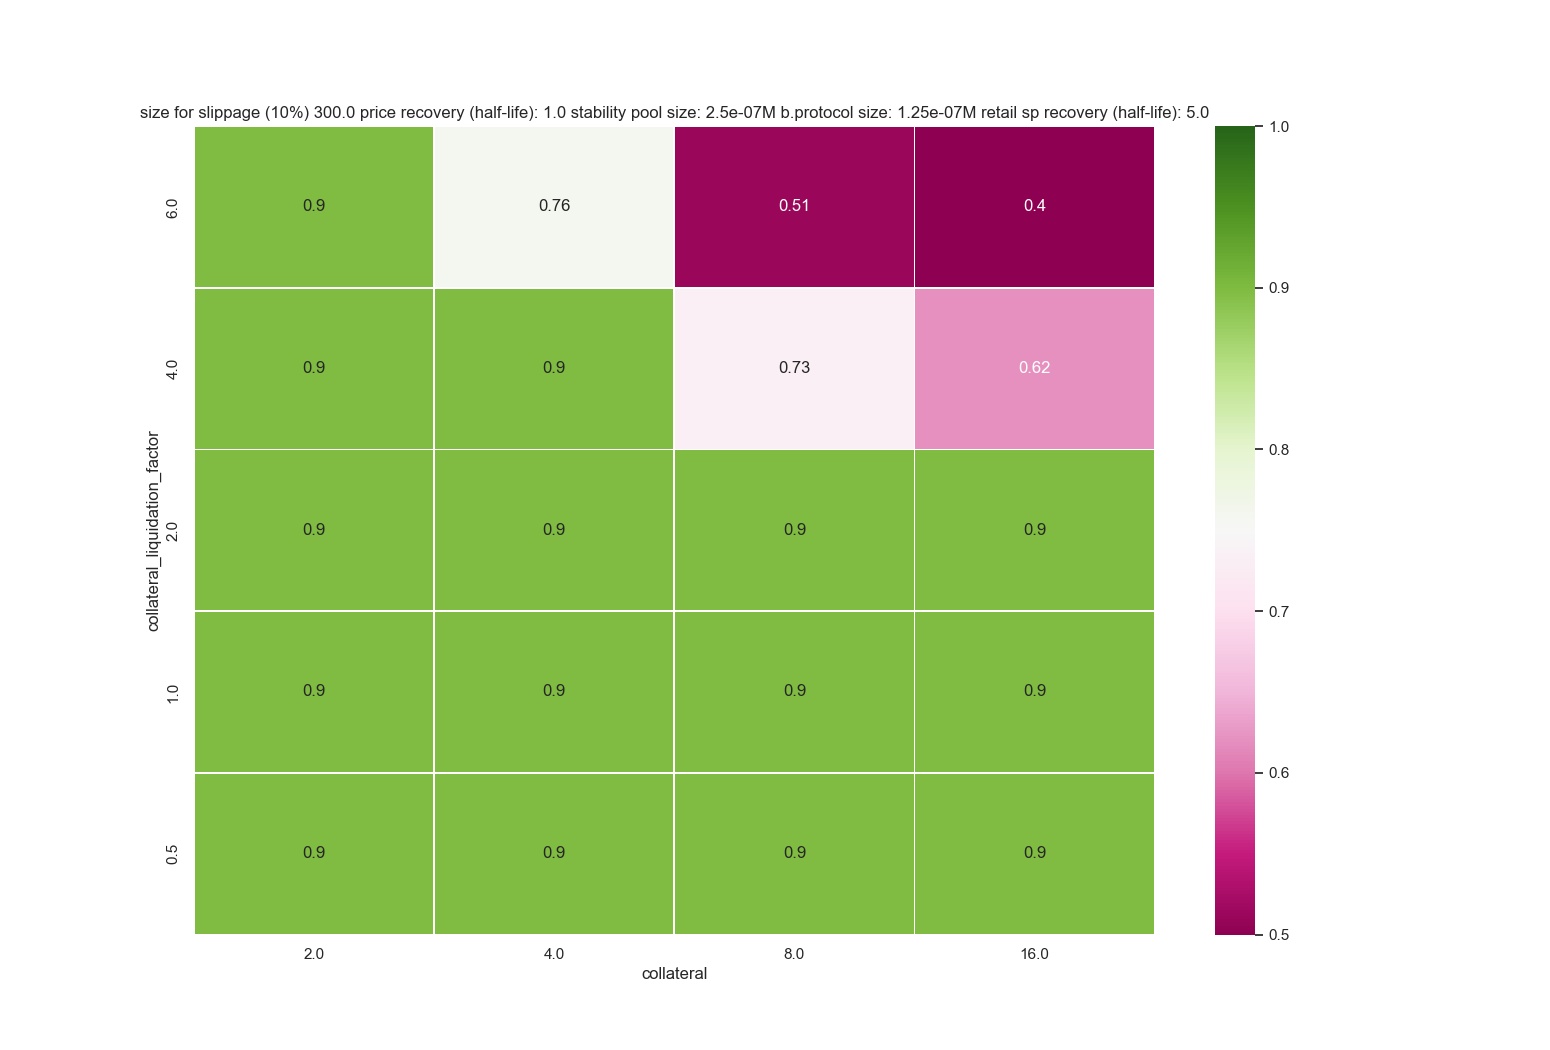 size for slippage (10%) 300.0 price recovery (half-life): 1.0 stability pool size: 2.5e-07M b.protocol size: 1.25e-07M retail sp recovery (half-life): 5.0
collateral_liquidation_factor
6.0 0.9 0.76 0.51 0.4
4.0 0.9 0.9 0.73 0.62
2.0 0.9 0.9 0.9 0.9
1.0 0.9 0.9 0.9 0.9
0.5 0.9 0.9 0.9 0.9
2.0 4.0 8.0 16.0
collateral
1.0
0.9
0.8
0.7
0.6
0.5